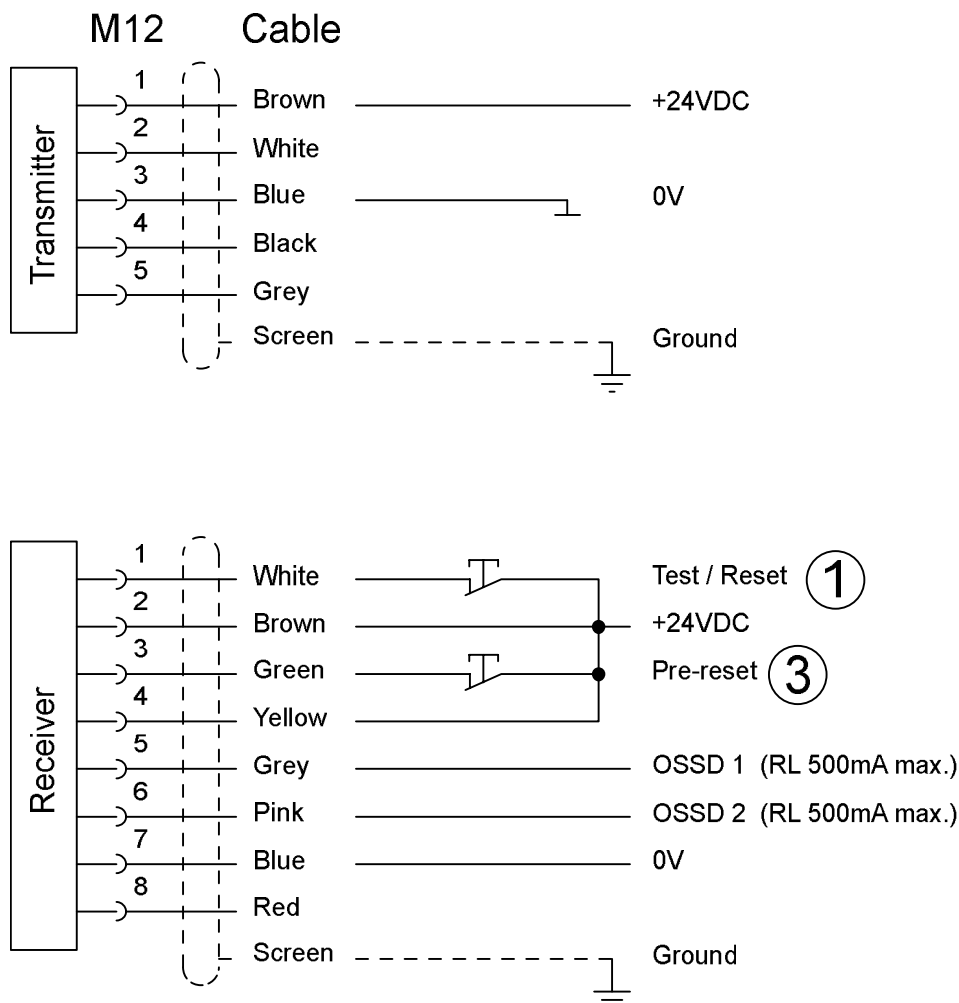 M12 Cable
Transmitter
1 Brown +24VDC
2 White
3 Blue 0V
4 Black
5 Grey
Screen Ground
Receiver
1 White Test / Reset 1
2 Brown +24VDC
3 Green Pre-reset 3
4 Yellow
5 Grey OSSD 1 (RL 500mA max.)
6 Pink OSSD 2 (RL 500mA max.)
7 Blue 0V
8 Red
Screen Ground